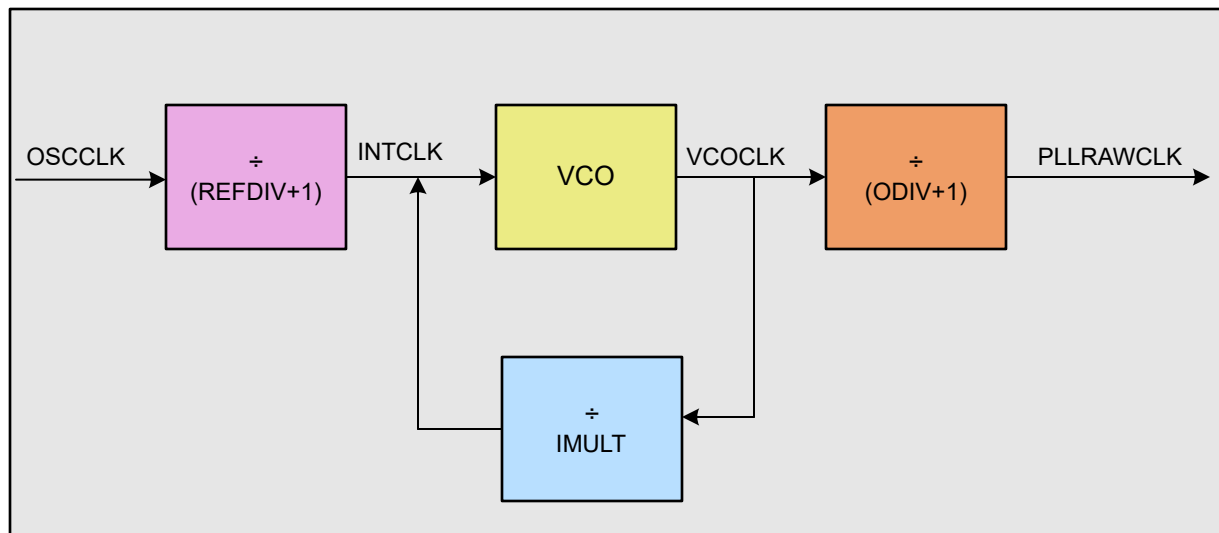 OSCCLK
÷
(REFDIV+1)
INTCLK
VCO
VCOCLK
÷
(ODIV+1)
PLLRAWCLK
÷
IMULT